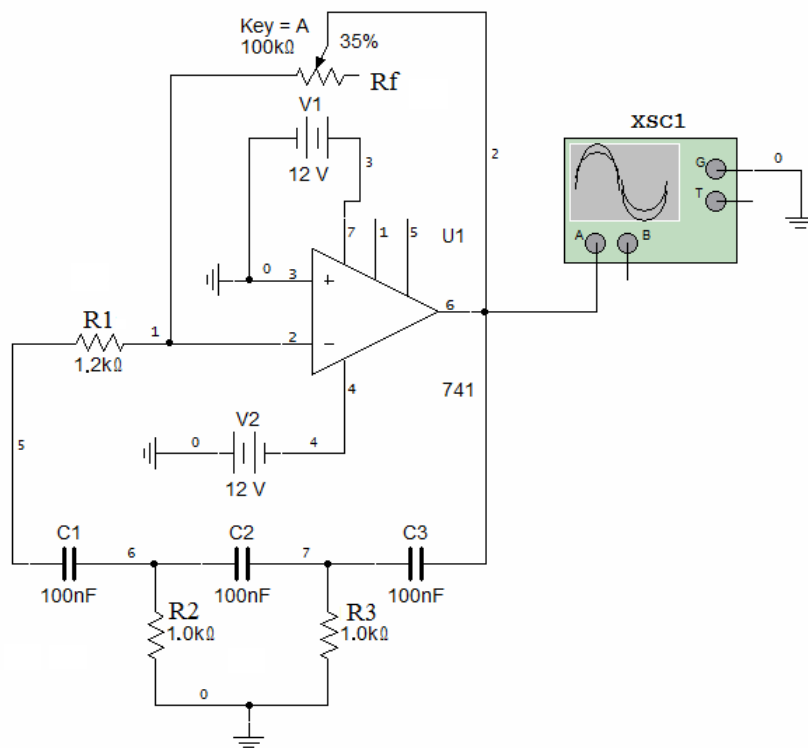 Key = A
100kΩ
35%
Rf
V1
12 V
3
2
xsc1
G
0
T
A
B
7
1
5
U1
0
3
+
6
R1
1
1.2kΩ
2
−
4
741
5
V2
0
4
12 V
C1
6
C2
7
C3
100nF
100nF
100nF
R2
1.0kΩ
R3
1.0kΩ
0